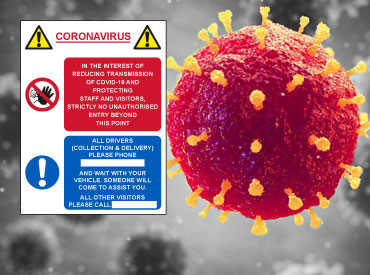 CORONAVIRUS
IN THE INTEREST OF
REDUCING TRANSMISSION
OF COVID-19 AND
PROTECTING
STAFF AND VISITORS,
STRICTLY NO UNAUTHORISED
ENTRY BEYOND
THIS POINT
ALL DRIVERS
(COLLECTION & DELIVERY)
PLEASE PHONE
AND WAIT WITH YOUR
VEHICLE. SOMEONE WILL
COME TO ASSIST YOU.
ALL OTHER VISITORS
PLEASE CALL